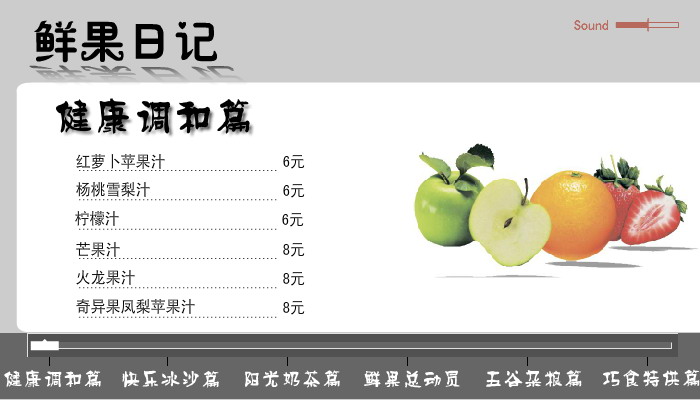 鲜果日记
Sound
健康调和篇
红萝卜苹果汁 6元
杨桃雪梨汁 6元
柠檬汁 6元
芒果汁 8元
火龙果汁 8元
奇异果凤梨苹果汁 8元
健康调和篇 快乐冰沙篇 阳光奶茶篇 鲜果总动员 五谷杂粮篇 巧食特供篇